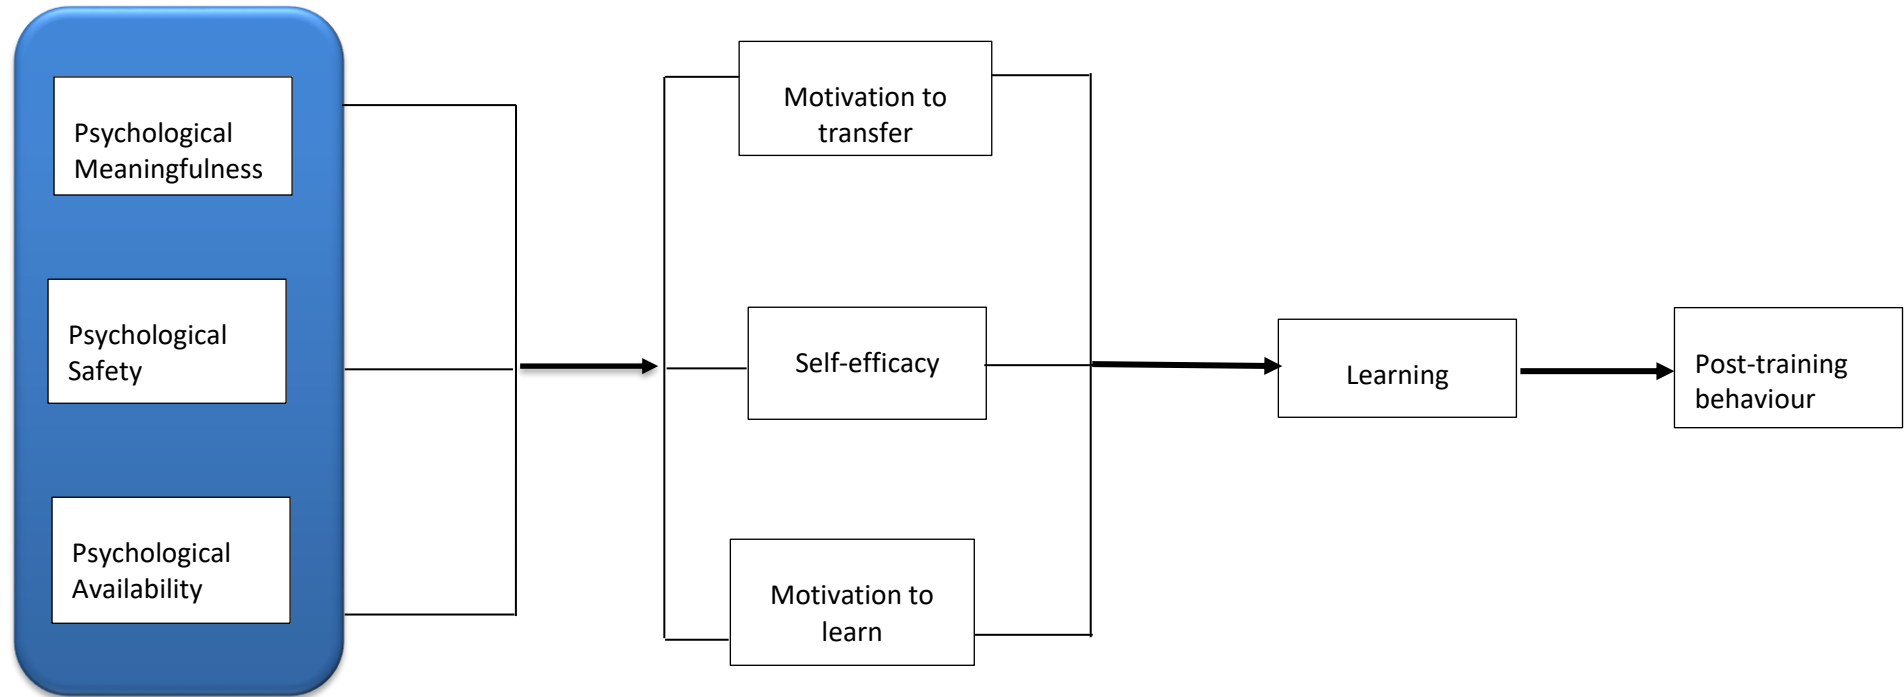 Psychological
Meaningfulness
Psychological
Safety
Psychological
Availability
Motivation to
transfer
Self-efficacy
Motivation to
learn
Learning
Post-training
behaviour